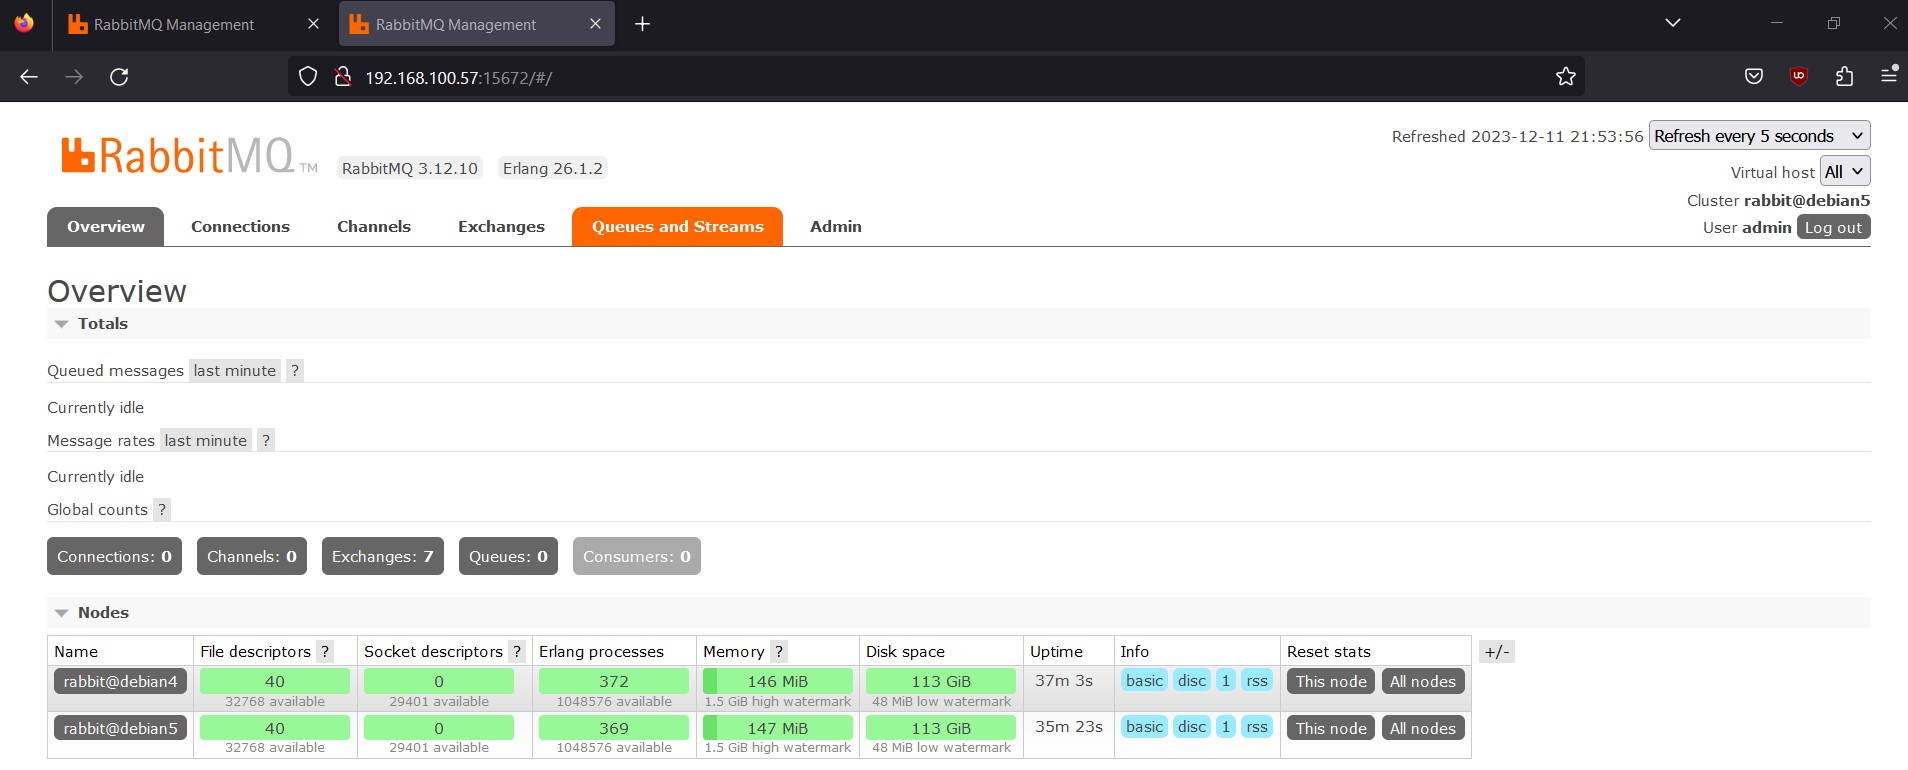 RabbitMQ Management
RabbitMQ Management
192.168.100.57:15672/#/
RabbitMQ TM
RabbitMQ 3.12.10 Erlang 26.1.2
Refreshed 2023-12-11 21:53:56 Refresh every 5 seconds
Virtual host All
Cluster rabbit@debian5
User admin Log out
Overview Connections Channels Exchanges Queues and Streams Admin
Overview
Totals
Queued messages last minute ?
Currently idle
Message rates last minute ?
Currently idle
Global counts ?
Connections: 0 Channels: 0 Exchanges: 7 Queues: 0 Consumers: 0
Nodes
Name File descriptors ? Socket descriptors ? Erlang processes Memory ? Disk space Uptime Info Reset stats +/-
rabbit@debian4 40 0 372 146 MiB 113 GiB 37m 3s basic disc 1 rss This node All nodes
32768 available 29401 available 1048576 available 1.5 GiB high watermark 48 MiB low watermark
rabbit@debian5 40 0 369 147 MiB 113 GiB 35m 23s basic disc 1 rss This node All nodes
32768 available 29401 available 1048576 available 1.5 GiB high watermark 48 MiB low watermark